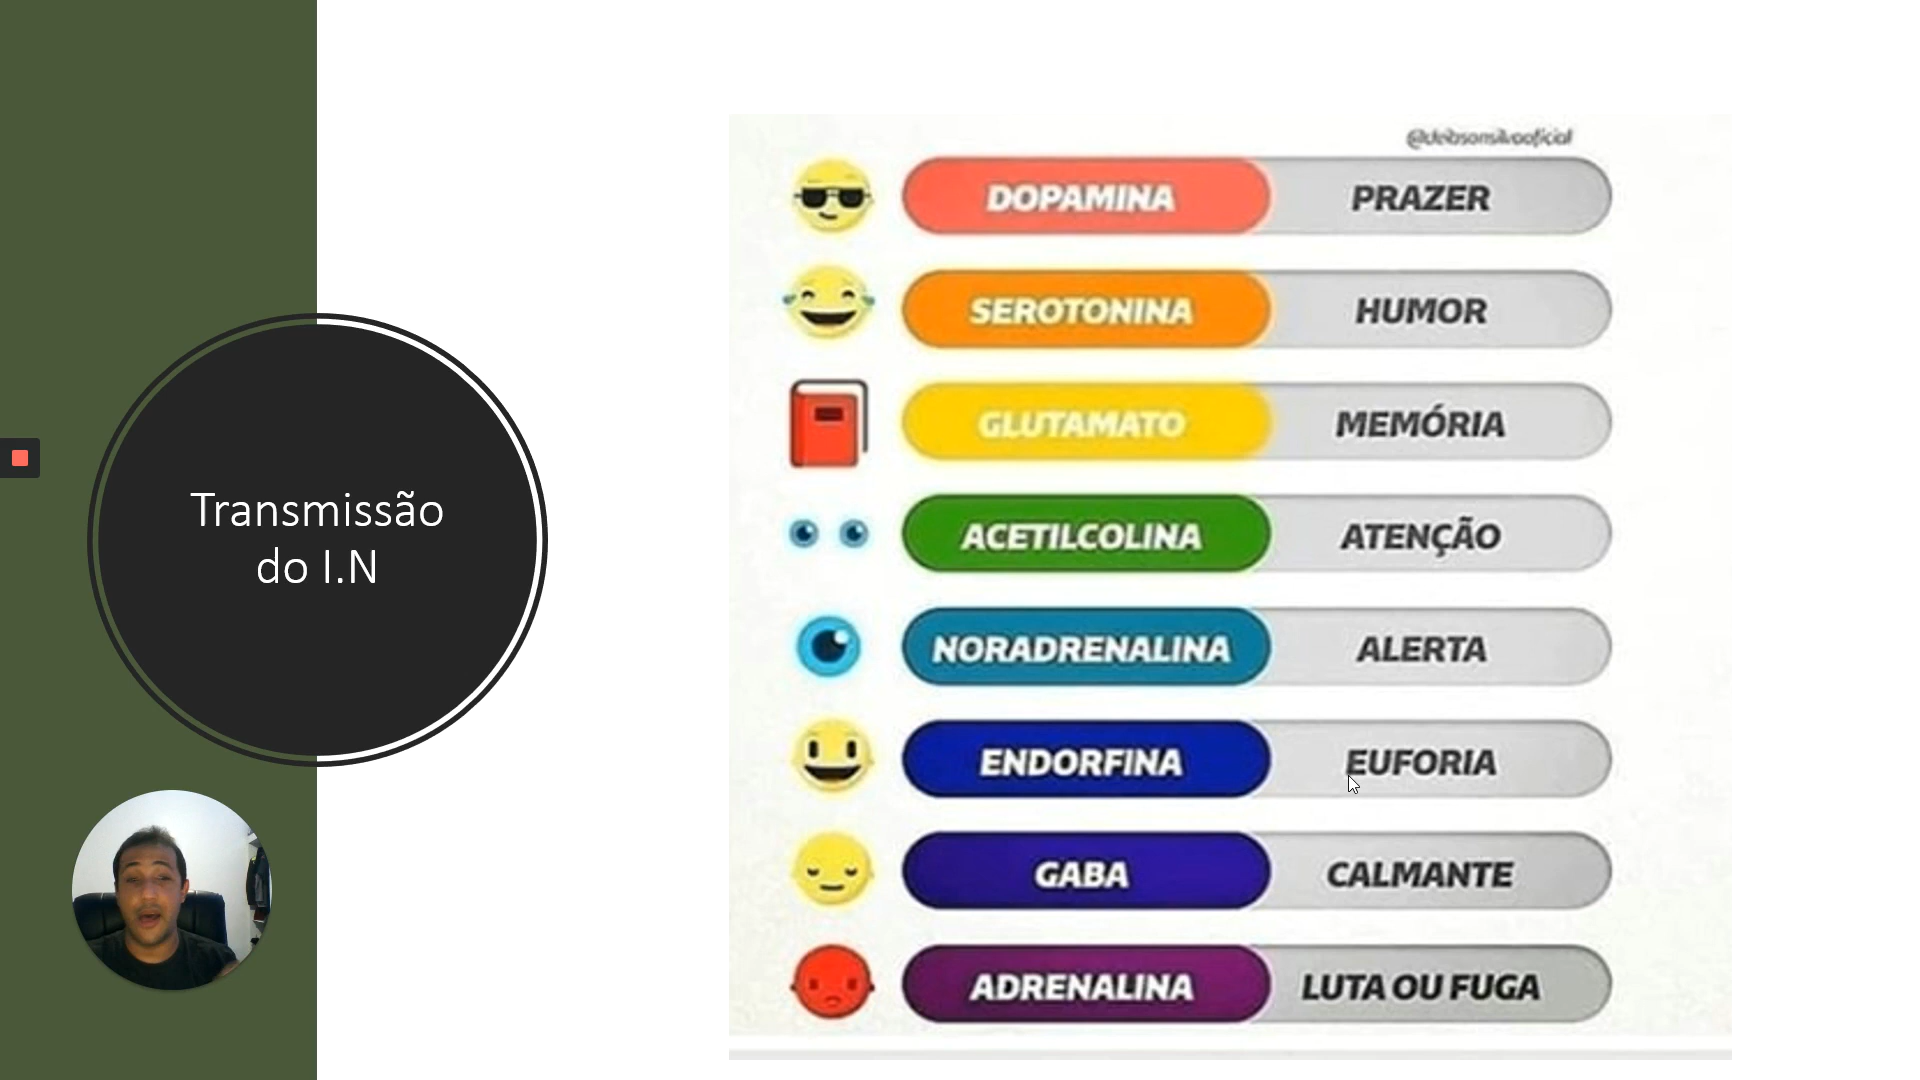 Transmissão
do I.N
DOPAMINA PRAZER
SEROTONINA HUMOR
GLUTAMATO MEMÓRIA
ACETILCOLINA ATENÇÃO
NORADRENALINA ALERTA
ENDORFINA EUFORIA
GABA CALMANTE
ADRENALINA LUTA OU FUGA